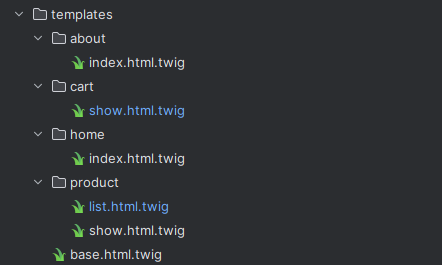 templates
about
index.html.twig
cart
show.html.twig
home
index.html.twig
product
list.html.twig
show.html.twig
base.html.twig